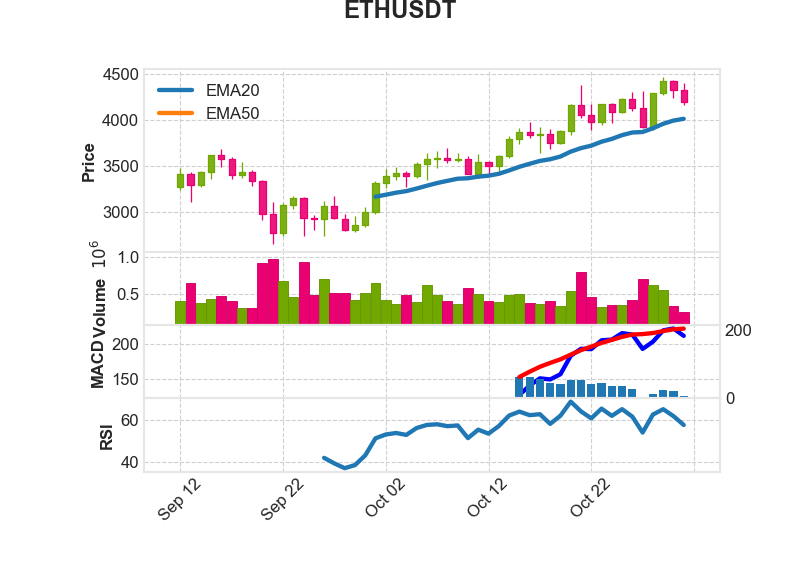 ETHUSDT
EMA20
EMA50
Price
4500
4000
3500
3000
Volume 10^6
1.0
0.5
MACD
200
150
200
0
RSI
60
40
Sep 12
Sep 22
Oct 02
Oct 12
Oct 22